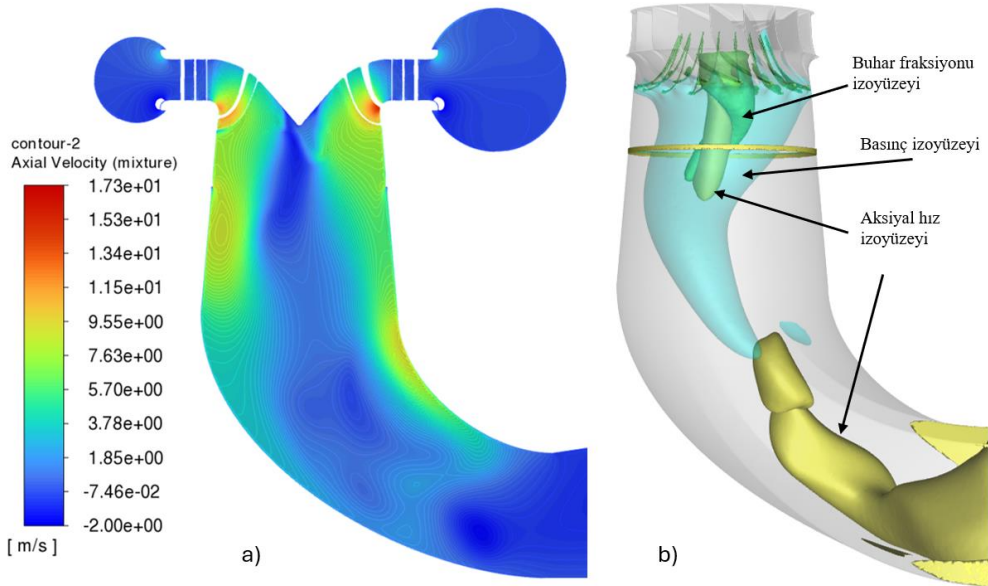 contour-2
Axial Velocity (mixture)
1.73e+01
1.53e+01
1.34e+01
1.15e+01
9.55e+00
7.63e+00
5.70e+00
3.78e+00
1.85e+00
-7.46e-02
-2.00e+00
[ m/s ]
a)
Buhar fraksiyonu
izoyüzeyi
Basınç izoyüzeyi
Aksiyal hız
izoyüzeyi
b)